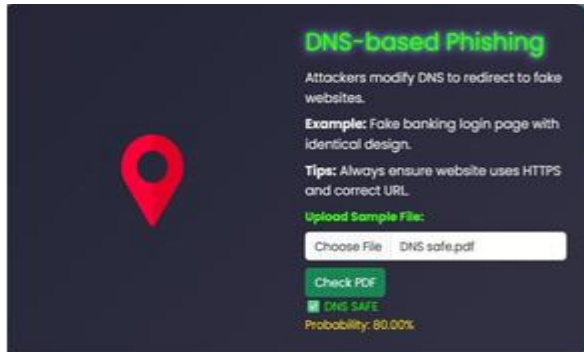 DNS-based Phishing
Attackers modify DNS to redirect to fake
websites.
Example: Fake banking login page with
identical design.
Tips: Always ensure website uses HTTPS
and correct URL.
Upload Sample File:
Choose File DNS safe.pdf
Check PDF
✅ DNS SAFE
Probability: 80.00%